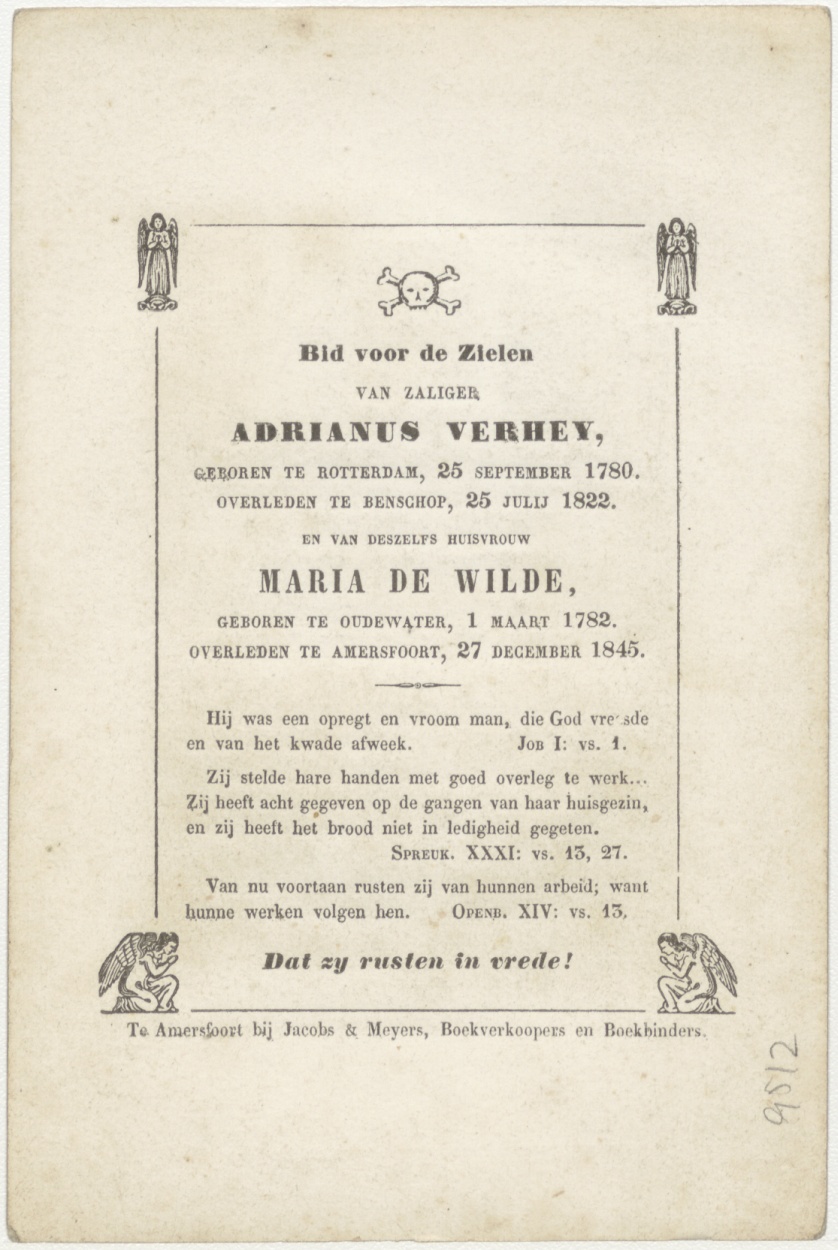 Bid voor de Zielen
VAN ZALIGER
ADRIANUS VERHEY,
GEBOREN TE ROTTERDAM, 25 SEPTEMBER 1780.
OVERLEDEN TE BENSCHOP, 25 JULIJ 1822.
EN VAN DESZELFS HUISVROUW
MARIA DE WILDE,
GEBOREN TE OUDEWATER, 1 MAART 1782.
OVERLEDEN TE AMERSFOORT, 27 DECEMBER 1845.
Hij was een opregt en vroom man, die God vreesde
en van het kwade afweek. JOB I: vs. 1.
Zij stelde hare handen met goed overleg te werk...
Zij heeft acht gegeven op de gangen van haar huisgezin,
en zij heeft het brood niet in ledigheid gegeten.
SPREUK. XXXI: vs. 13, 27.
Van nu voortaan rusten zij van hunnen arbeid; want
hunne werken volgen hen. OPENB. XIV: vs. 13.
Dat zy rusten in vrede!
Te Amersfoort bij Jacobs & Meyers, Boekverkoopers en Boekbinders.
9512